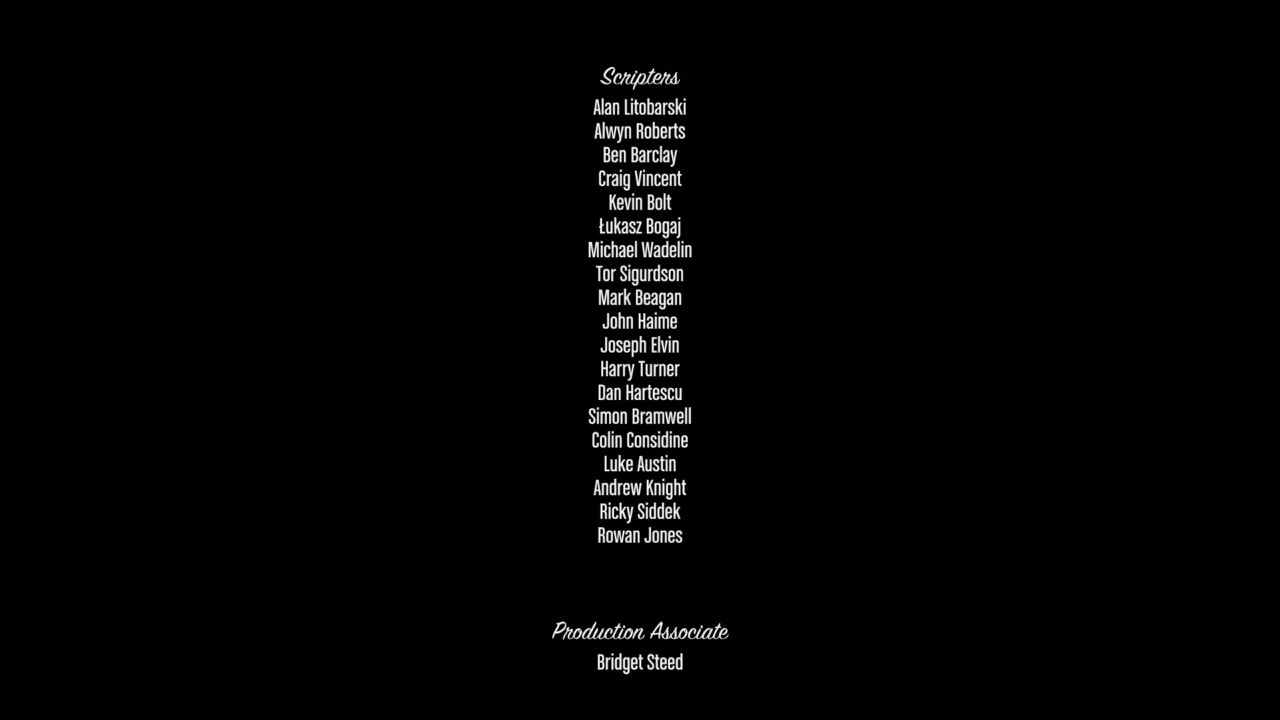 Scripters
Alan Litobarski
Alwyn Roberts
Ben Barclay
Craig Vincent
Kevin Bolt
Łukasz Bogaj
Michael Wadelin
Tor Sigurdson
Mark Beagan
John Haime
Joseph Elvin
Harry Turner
Dan Hartescu
Simon Bramwell
Colin Considine
Luke Austin
Andrew Knight
Ricky Siddek
Rowan Jones
Production Associate
Bridget Steed